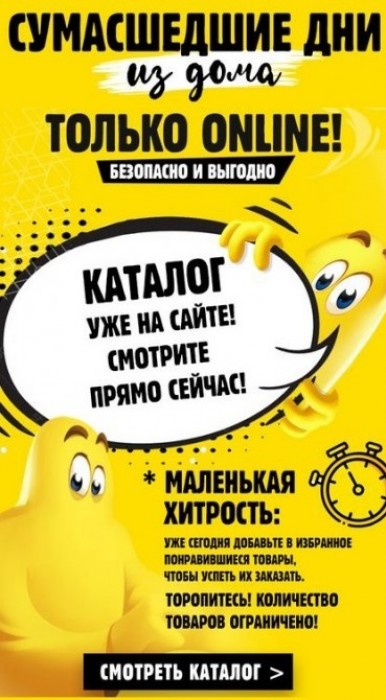 СУМАСШЕДШИЕ ДНИ
из дома
ТОЛЬКО ONLINE!
БЕЗОПАСНО И ВЫГОДНО
КАТАЛОГ
УЖЕ НА САЙТЕ!
СМОТРИТЕ
ПРЯМО СЕЙЧАС!
* МАЛЕНЬКАЯ
ХИТРОСТЬ:
УЖЕ СЕГОДНЯ ДОБАВЬТЕ В ИЗБРАННОЕ
ПОНРАВИВШИЕСЯ ТОВАРЫ,
ЧТОБЫ УСПЕТЬ ИХ ЗАКАЗАТЬ.
ТОРОПИТЕСЬ! КОЛИЧЕСТВО
ТОВАРОВ ОГРАНИЧЕНО!
СМОТРЕТЬ КАТАЛОГ >